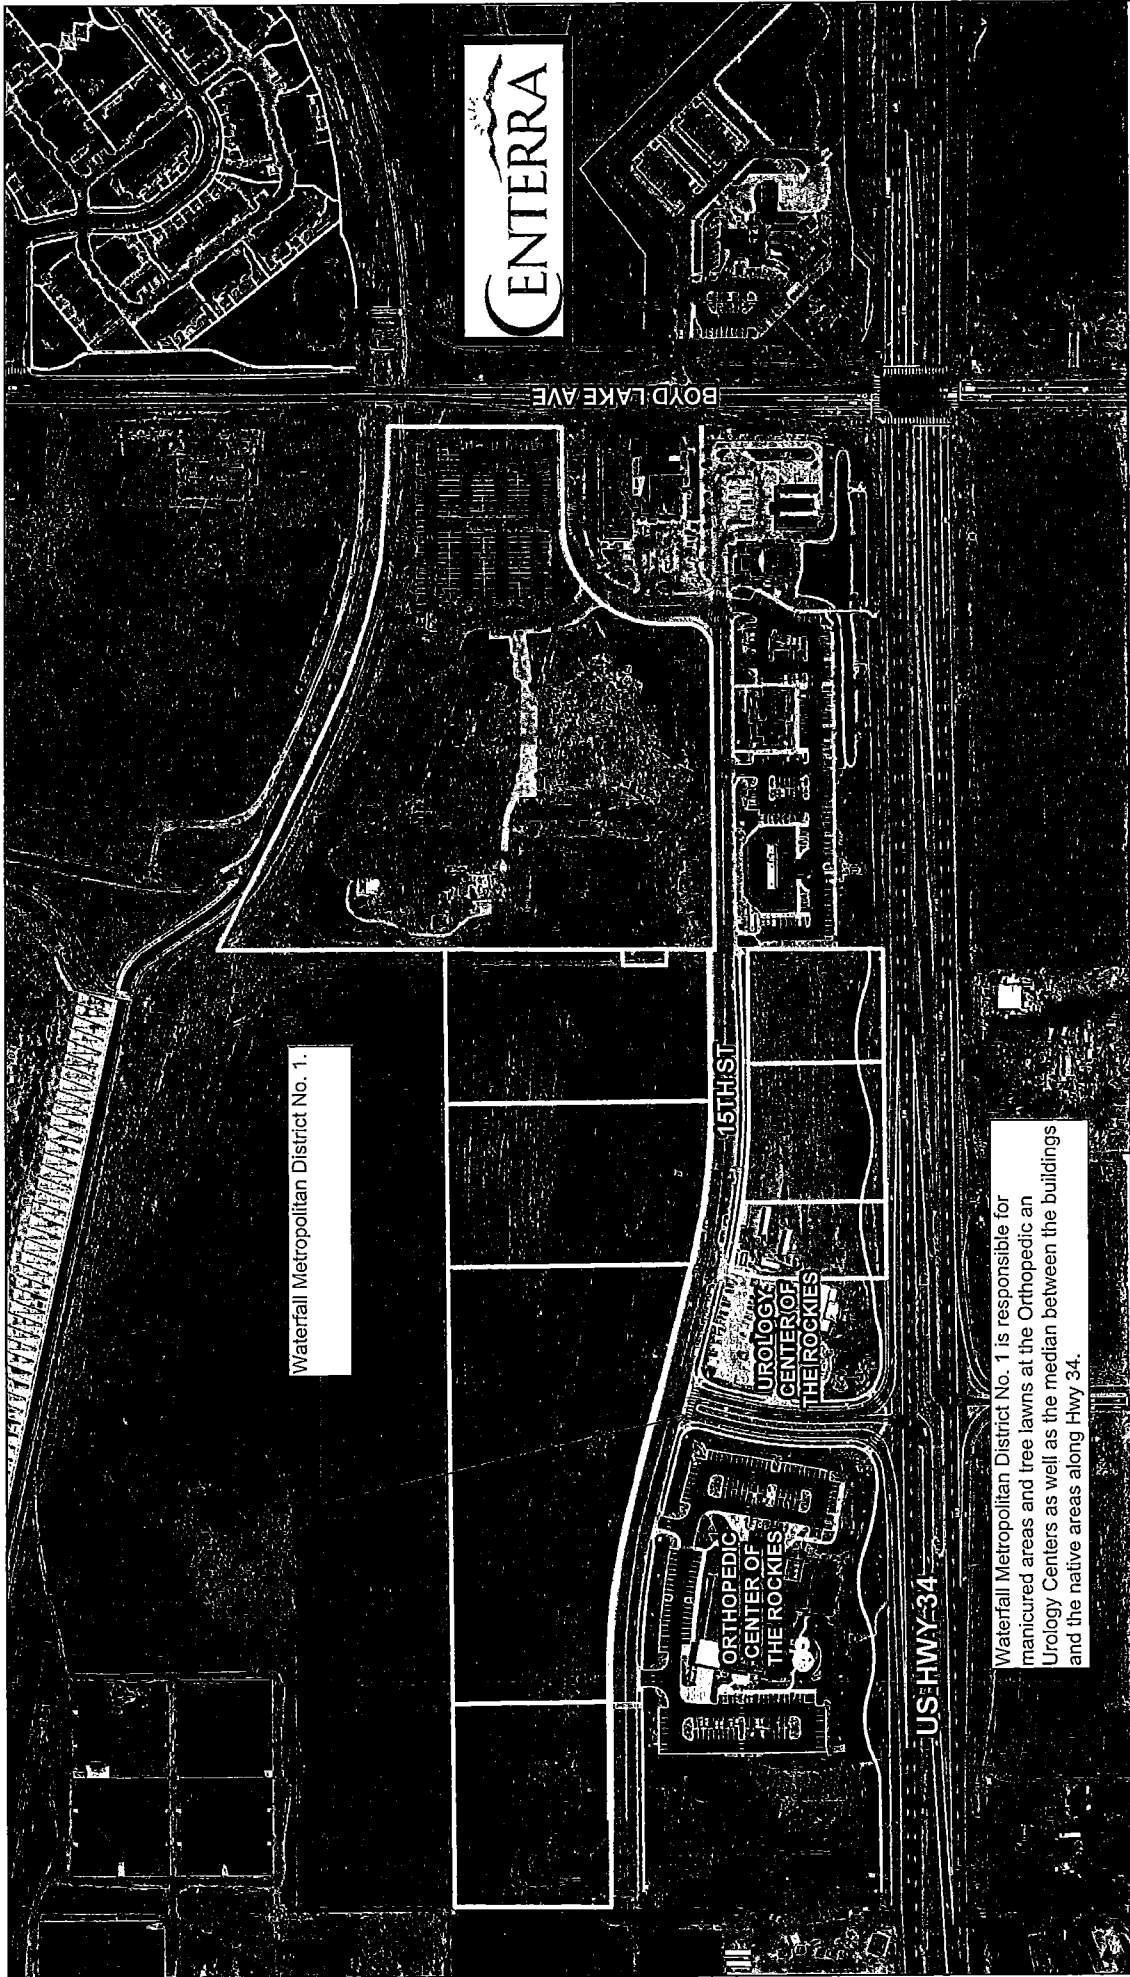 CENTERRA
BOYD LAKE AVE
Waterfall Metropolitan District No. 1.
15TH ST
UROLOGY
CENTER OF
THE ROCKIES
ORTHOPEDIC
CENTER OF
THE ROCKIES
US HWY 34
Waterfall Metropolitan District No. 1 is responsible for
manicured areas and tree lawns at the Orthopedic an
Urology Centers as well as the median between the buildings
and the native areas along Hwy 34.